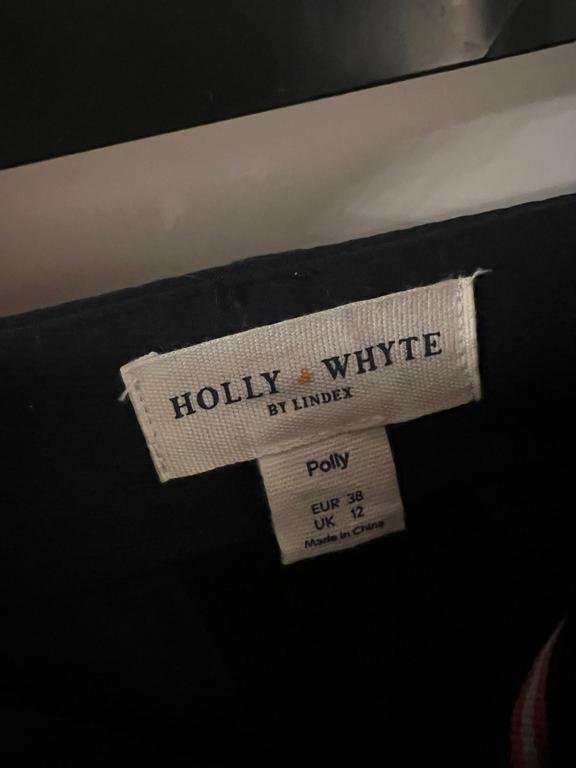 HOLLY & WHYTE
BY LINDEX
Polly
EUR 38
UK 12
Made in China